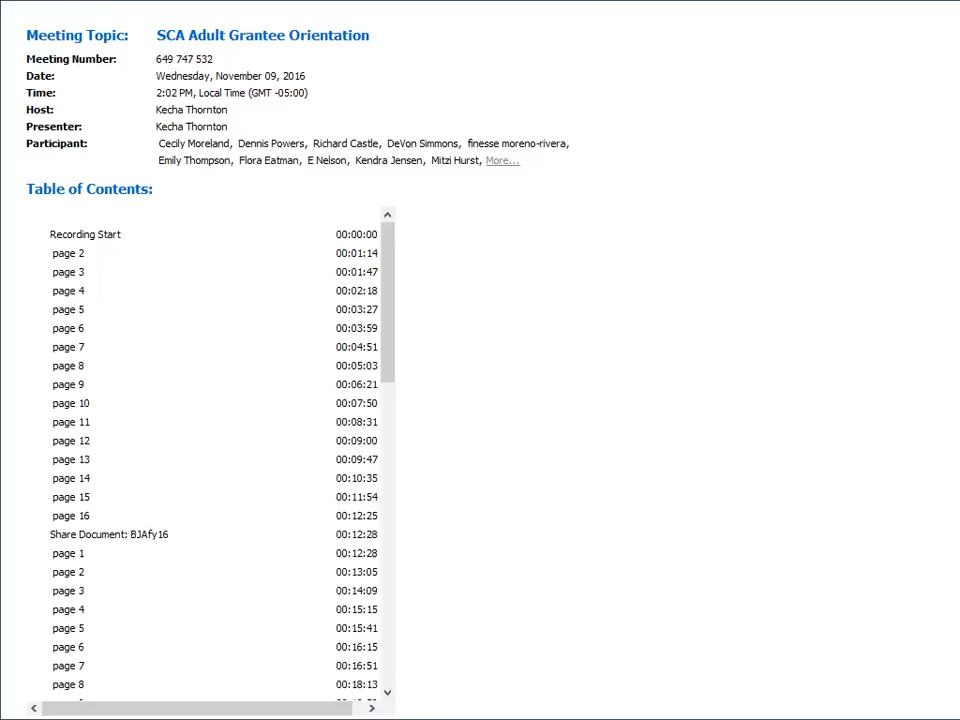 Meeting Topic: SCA Adult Grantee Orientation
Meeting Number: 649 747 532
Date: Wednesday, November 09, 2016
Time: 2:02 PM, Local Time (GMT -05:00)
Host: Kecha Thornton
Presenter: Kecha Thornton
Participant: Cecily Moreland, Dennis Powers, Richard Castle, DeVon Simmons, finesse moreno-rivera,
Emily Thompson, Flora Eatman, E Nelson, Kendra Jensen, Mitzi Hurst, More...
Table of Contents:
Recording Start 00:00:00
page 2 00:01:14
page 3 00:01:47
page 4 00:02:18
page 5 00:03:27
page 6 00:03:59
page 7 00:04:51
page 8 00:05:03
page 9 00:06:21
page 10 00:07:50
page 11 00:08:31
page 12 00:09:00
page 13 00:09:47
page 14 00:10:35
page 15 00:11:54
page 16 00:12:25
Share Document: BJAfy16 00:12:28
page 1 00:12:28
page 2 00:13:05
page 3 00:14:09
page 4 00:15:15
page 5 00:15:41
page 6 00:16:15
page 7 00:16:51
page 8 00:18:13